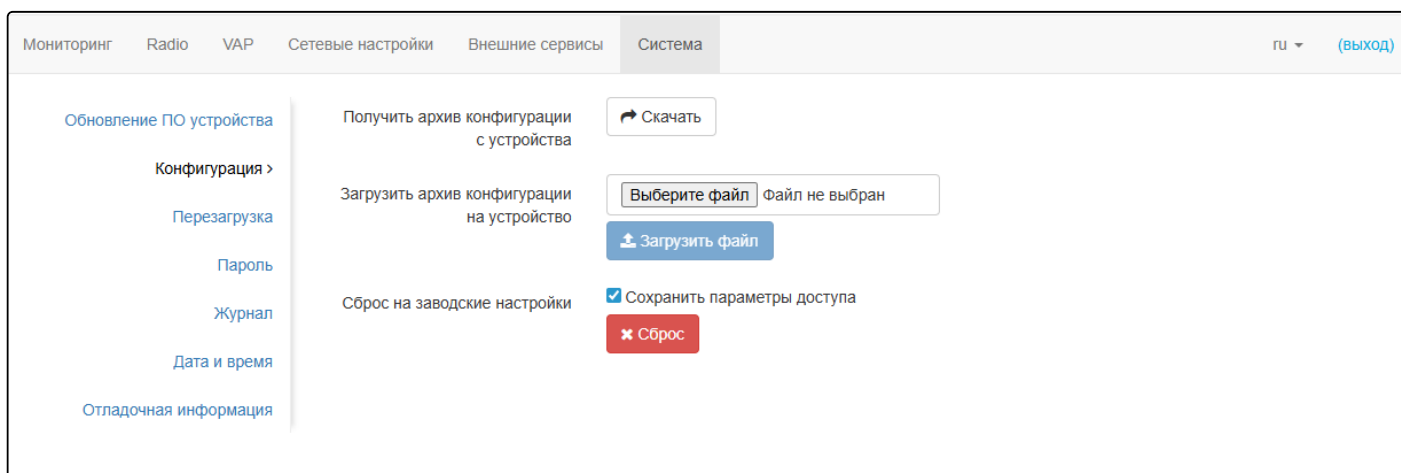 Мониторинг Radio VAP Сетевые настройки Внешние сервисы Система ru (выход)
Обновление ПО устройства
Конфигурация >
Перезагрузка
Пароль
Журнал
Дата и время
Отладочная информация
Получить архив конфигурации
с устройства
Скачать
Загрузить архив конфигурации
на устройство
Выберите файл Файл не выбран
Загрузить файл
Сброс на заводские настройки
Сохранить параметры доступа
Сброс